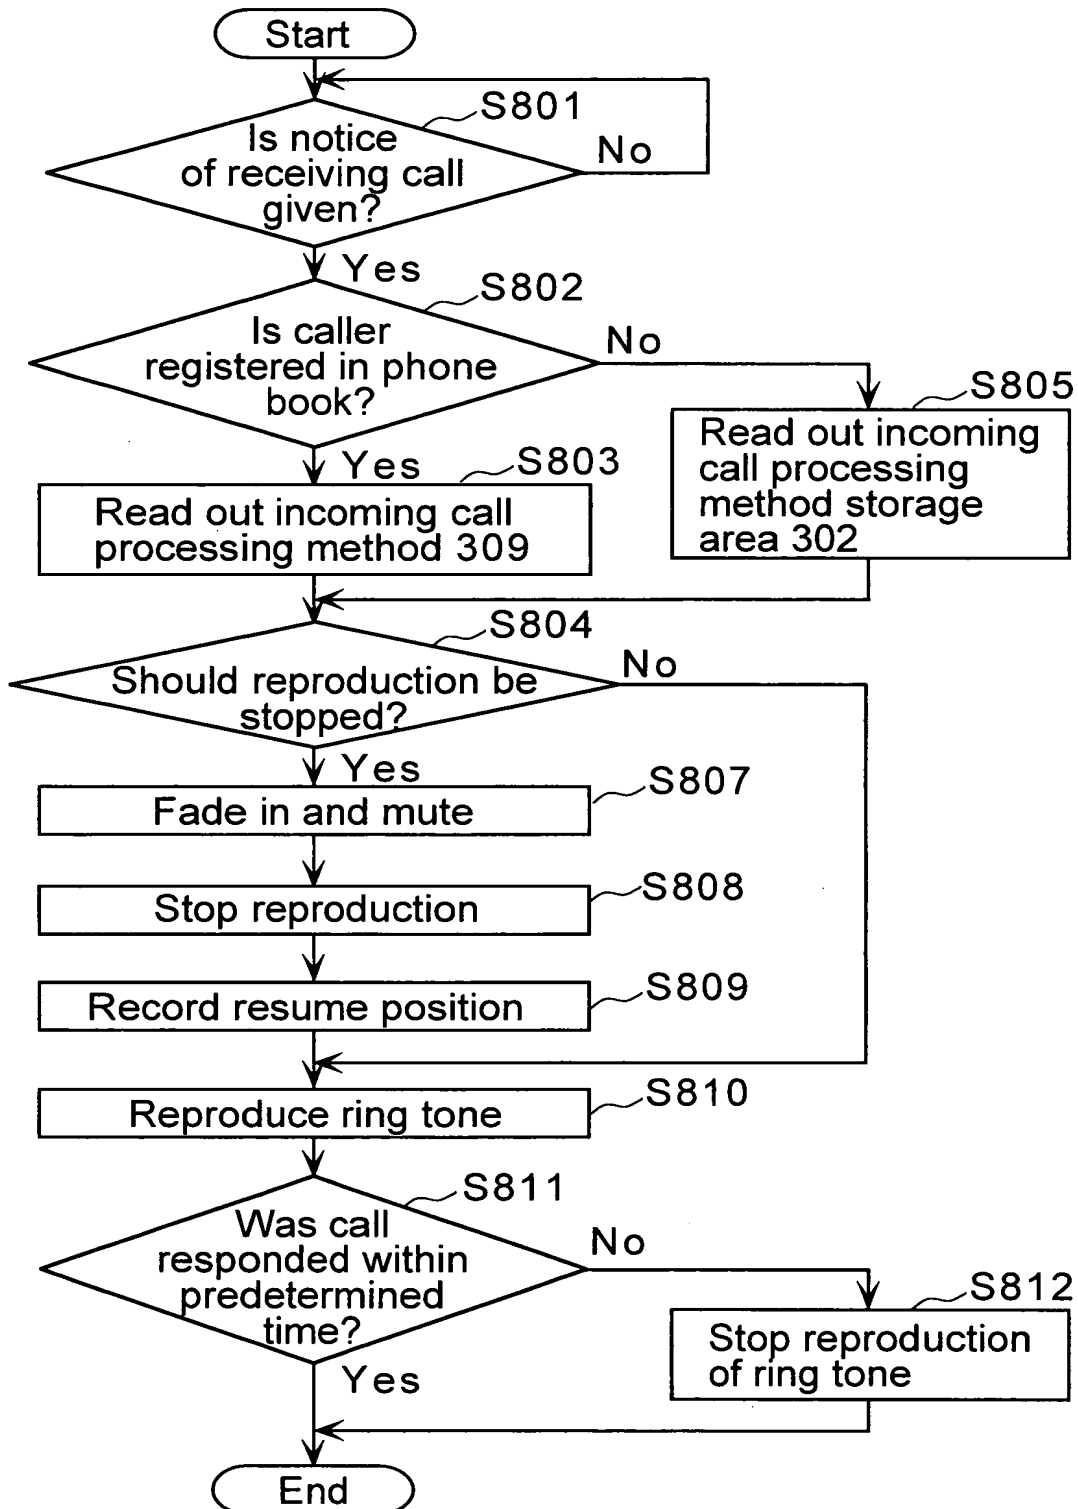 Start
S801
Is notice
of receiving call
given?
No
Yes
S802
Is caller
registered in phone
book?
No
S805
Read out incoming
call processing
method storage
area 302
Yes
S803
Read out incoming call
processing method 309
S804
Should reproduction be
stopped?
No
Yes
S807
Fade in and mute
S808
Stop reproduction
S809
Record resume position
S810
Reproduce ring tone
S811
Was call
responded within
predetermined
time?
No
S812
Stop reproduction
of ring tone
Yes
End